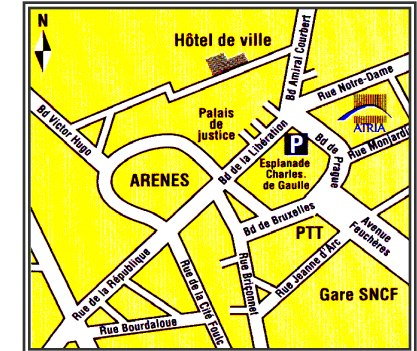 N
Hôtel de ville
Bd Amiral Courbert
Rue Notre-Dame
Bd Victor Hugo
Palais
de
justice
Bd de la Libération
P
ATRIA
Bd de Prague
Rue Monjardin
Esplanade
Charles.
de Gaulle
ARENES
Bd de Bruxelles
PTT
Avenue
Feuchères
Rue de la République
Rue de la Cité Foulc
Rue Briçonnet
Rue Jeanne d'Arc
Gare SNCF
Rue Bourdaloue